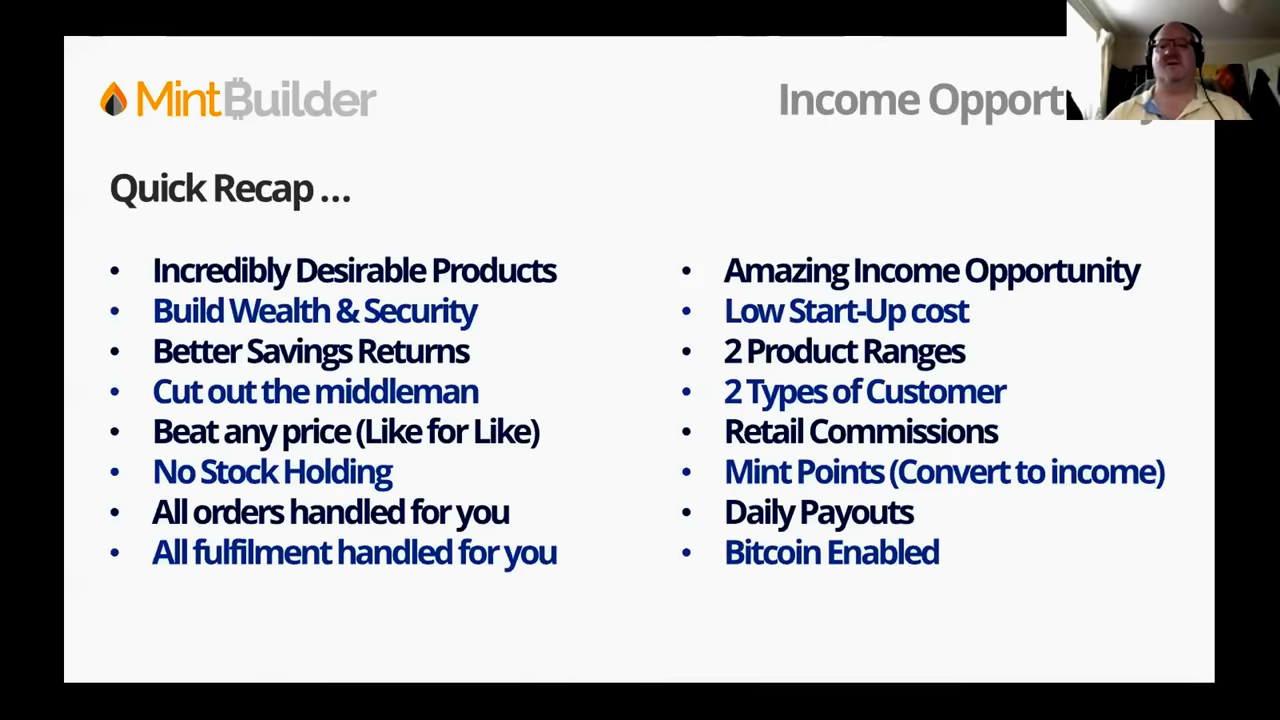 MintBuilder
Income Opport
Quick Recap ...
• Incredibly Desirable Products
• Build Wealth & Security
• Better Savings Returns
• Cut out the middleman
• Beat any price (Like for Like)
• No Stock Holding
• All orders handled for you
• All fulfilment handled for you
• Amazing Income Opportunity
• Low Start-Up cost
• 2 Product Ranges
• 2 Types of Customer
• Retail Commissions
• Mint Points (Convert to income)
• Daily Payouts
• Bitcoin Enabled